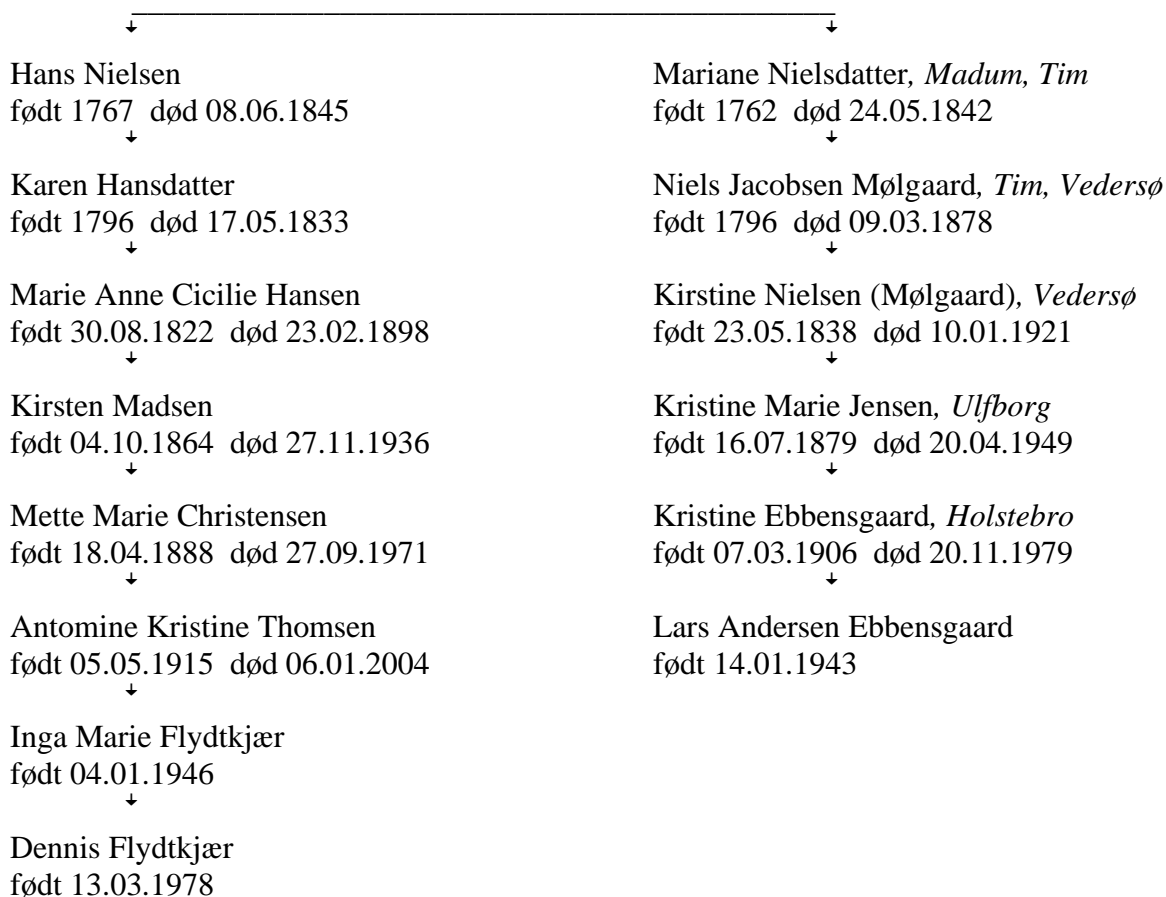 Hans Nielsen
født 1767 død 08.06.1845
Karen Hansdatter
født 1796 død 17.05.1833
Marie Anne Cicilie Hansen
født 30.08.1822 død 23.02.1898
Kirsten Madsen
født 04.10.1864 død 27.11.1936
Mette Marie Christensen
født 18.04.1888 død 27.09.1971
Antomine Kristine Thomsen
født 05.05.1915 død 06.01.2004
Inga Marie Flydtkjær
født 04.01.1946
Dennis Flydtkjær
født 13.03.1978
Mariane Nielsdatter, Madum, Tim
født 1762 død 24.05.1842
Niels Jacobsen Mølgaard, Tim, Vedersø
født 1796 død 09.03.1878
Kirstine Nielsen (Mølgaard), Vedersø
født 23.05.1838 død 10.01.1921
Kristine Marie Jensen, Ulfborg
født 16.07.1879 død 20.04.1949
Kristine Ebbensgaard, Holstebro
født 07.03.1906 død 20.11.1979
Lars Andersen Ebbensgaard
født 14.01.1943